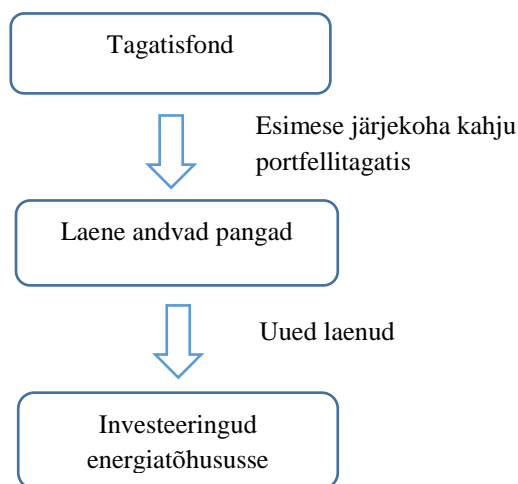 Tagatisfond
Esimese järjekoha kahju
portfellitagatis
Laene andvad pangad
Uued laenud
Investeeringud
energiatõhususse